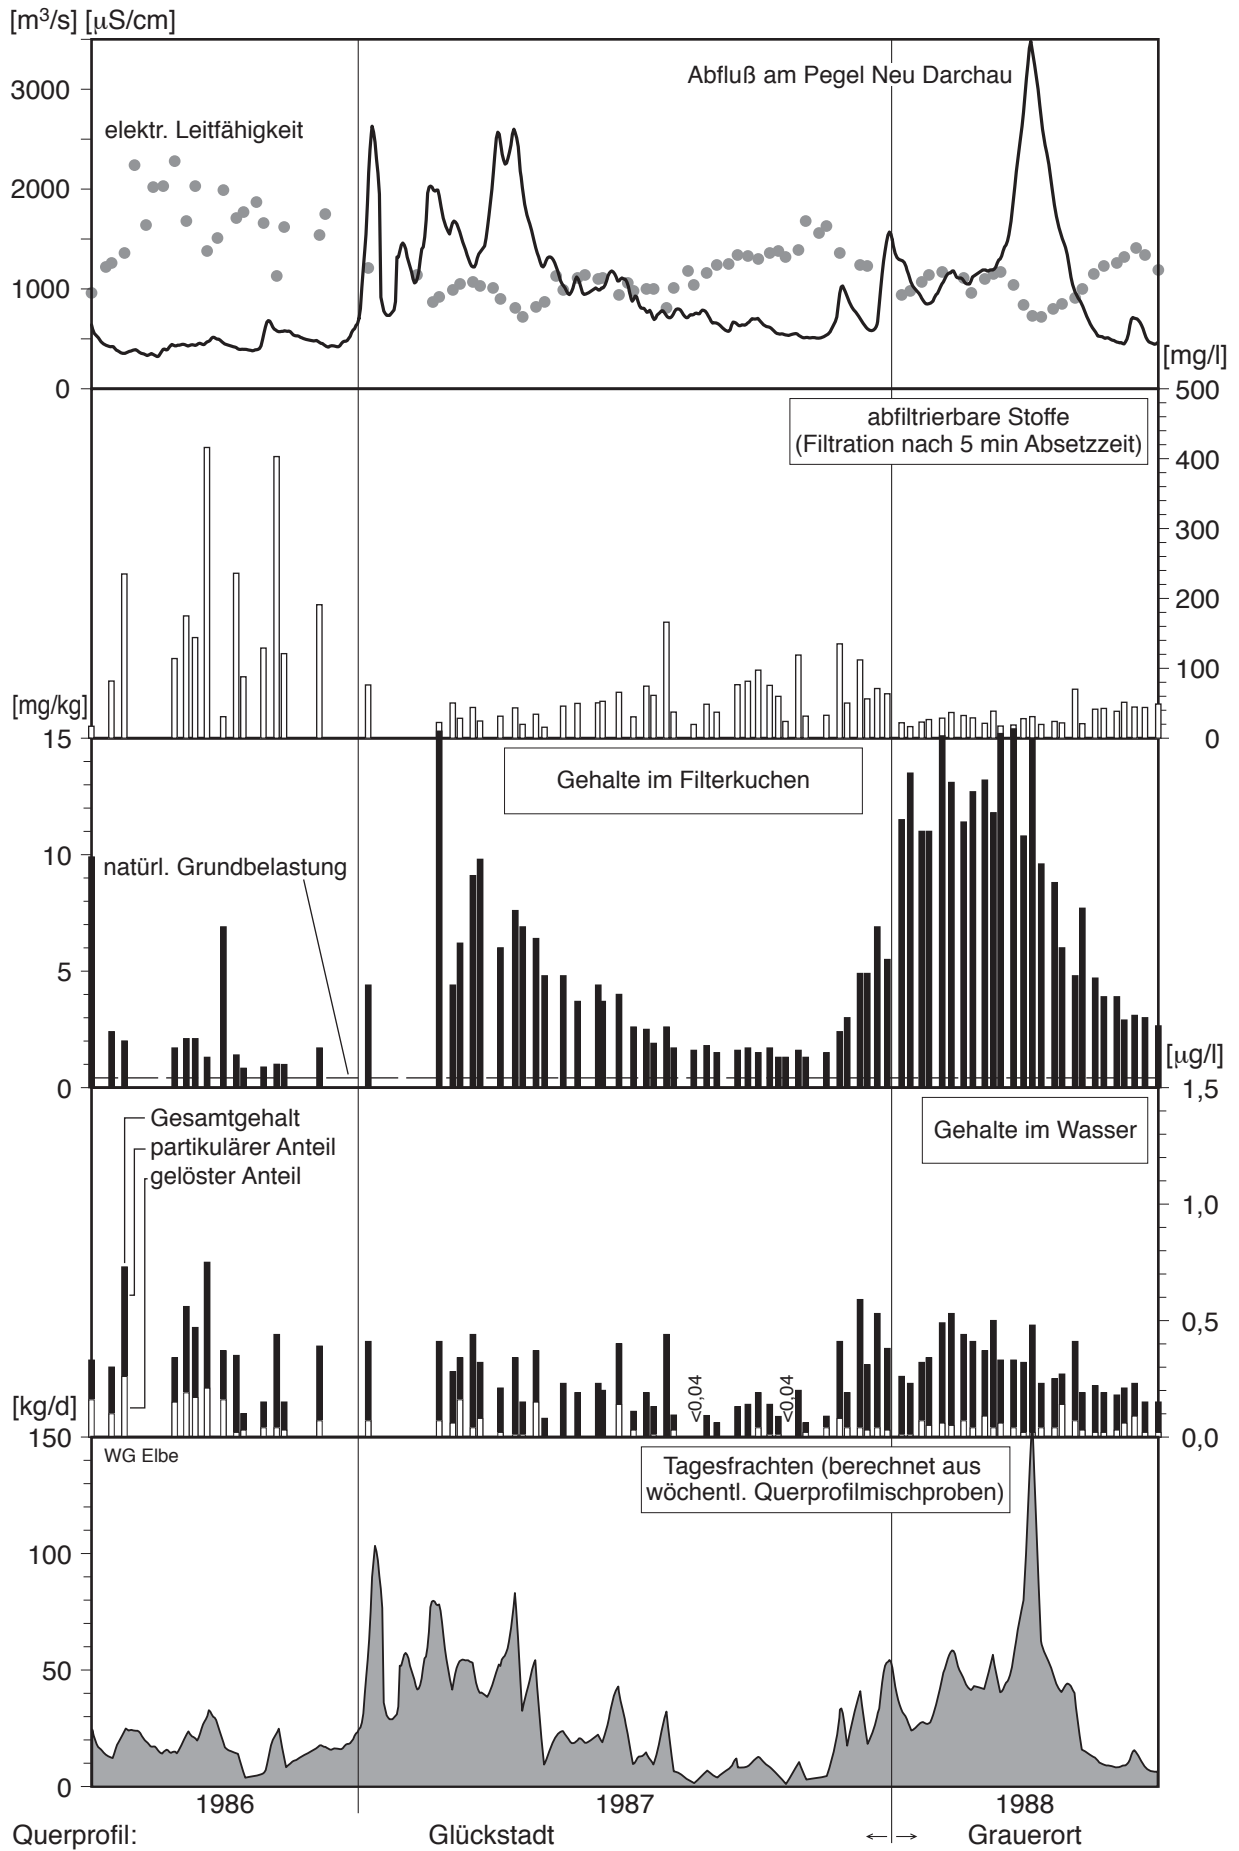 [m³/s] [µS/cm]
Abfluß am Pegel Neu Darchau
3000
elektr. Leitfähigkeit
2000
1000
[mg/l]
0
500
abfiltrierbare Stoffe
(Filtration nach 5 min Absetzzeit)
400
300
200
100
[mg/kg]
15
0
Gehalte im Filterkuchen
10
natürl. Grundbelastung
5
[µg/l]
0
1,5
Gesamtgehalt
Gehalte im Wasser
partikulärer Anteil
gelöster Anteil
1,0
0,5
<0,04
<0,04
[kg/d]
150
0,0
WG Elbe
Tagesfrachten (berechnet aus
wöchentl. Querprofilmischproben)
100
50
0
1986
1987
1988
Querprofil:
Glückstadt
← →
Grauerort